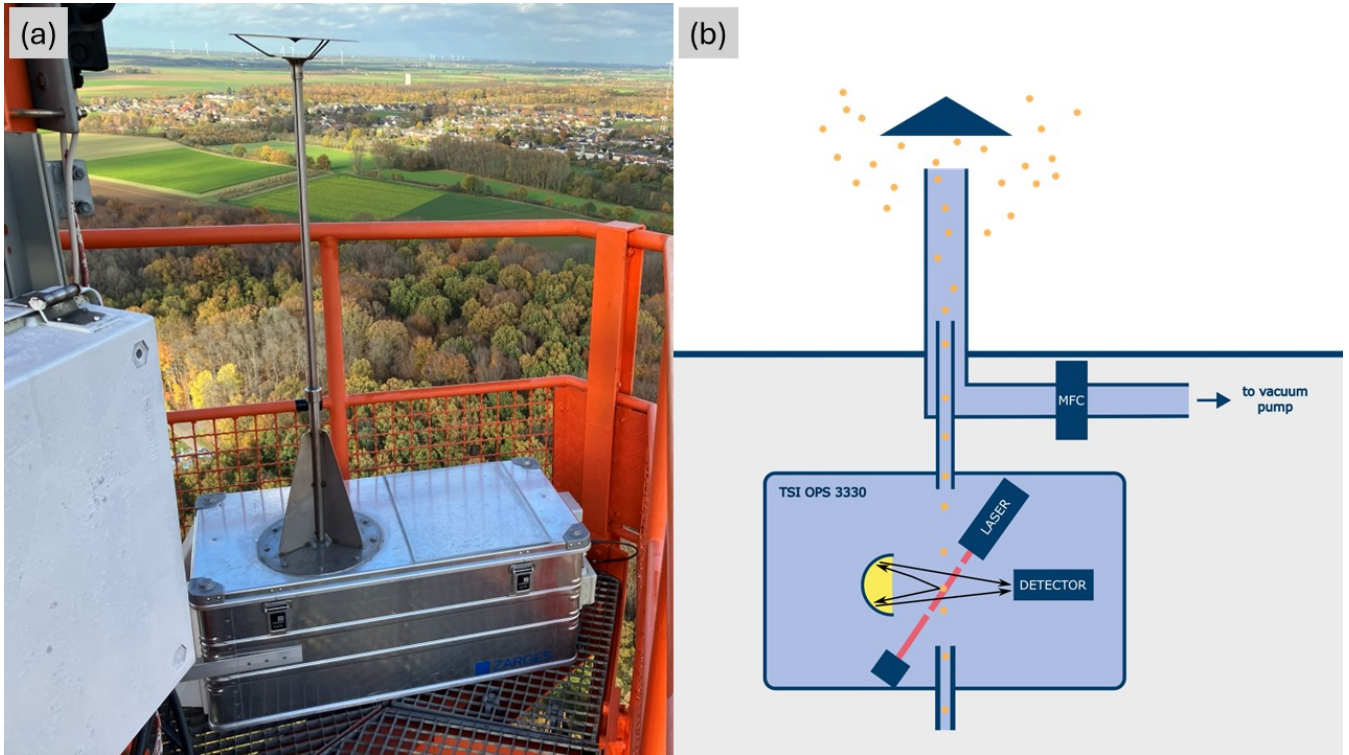 (a)
ZARGES
(b)
MFC
to vacuum
pump
TSI OPS 3330
LASER
DETECTOR